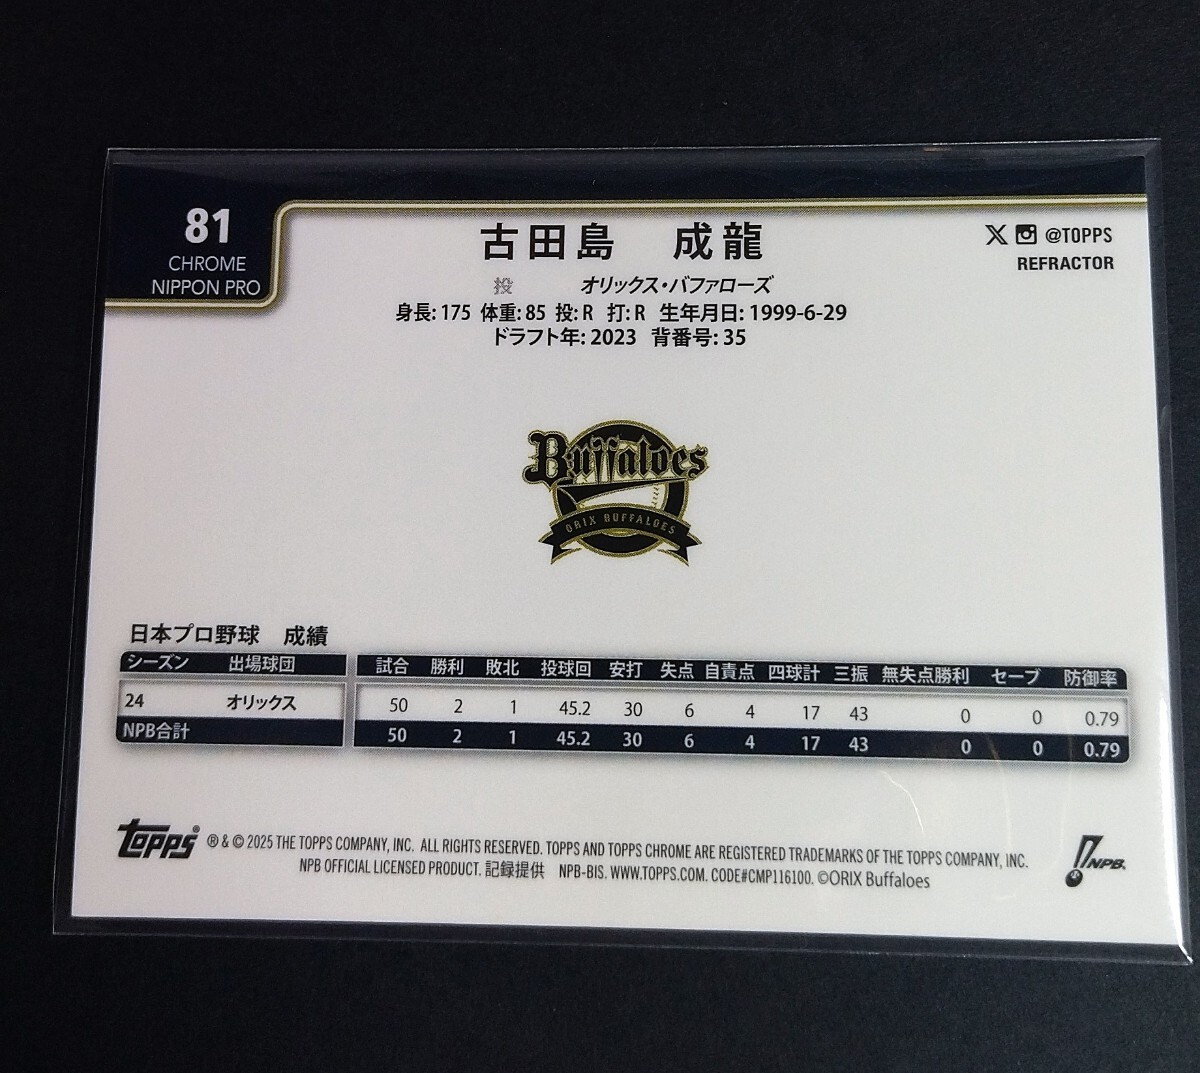 81
CHROME
NIPPON PRO
古田島 成龍
投 オリックス・バファローズ
身長: 175 体重: 85 投: R 打: R 生年月日: 1999-6-29
ドラフト年: 2023 背番号: 35
@TOPPS
REFRACTOR
Buffaloes
ORIX BUFFALOES
日本プロ野球 成績
シーズン 出場球団 試合 勝利 敗北 投球回 安打 失点 自責点 四球計 三振 無失点勝利 セーブ 防御率
24 オリックス 50 2 1 45.2 30 6 4 17 43 0 0 0.79
NPB合計 50 2 1 45.2 30 6 4 17 43 0 0 0.79
topps® ® & © 2025 THE TOPPS COMPANY, INC. ALL RIGHTS RESERVED. TOPPS AND TOPPS CHROME ARE REGISTERED TRADEMARKS OF THE TOPPS COMPANY, INC.
NPB OFFICIAL LICENSED PRODUCT. 記録提供 NPB-BIS. WWW.TOPPS.COM. CODE#CMP116100. ©ORIX Buffaloes
NPB.